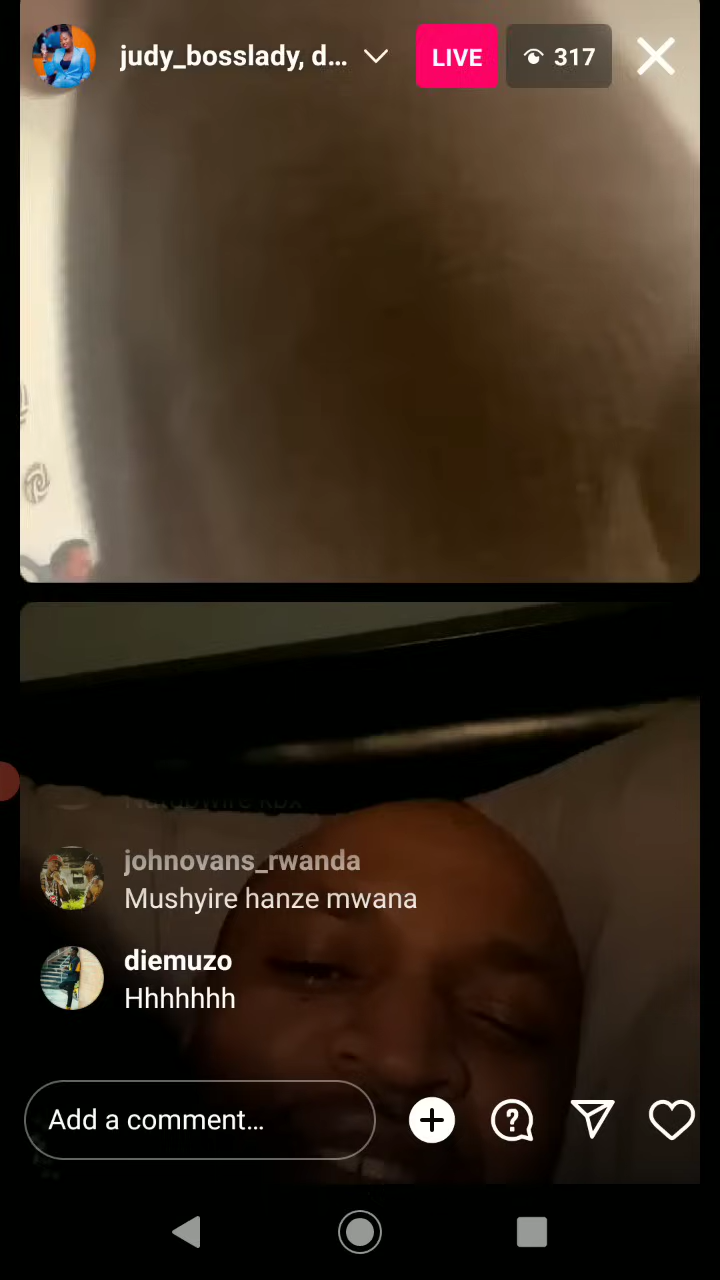 judy_bosslady, d...
LIVE
317
johnovans_rwanda
Mushyire hanze mwana
diemuzo
Hhhhhhh
Add a comment...